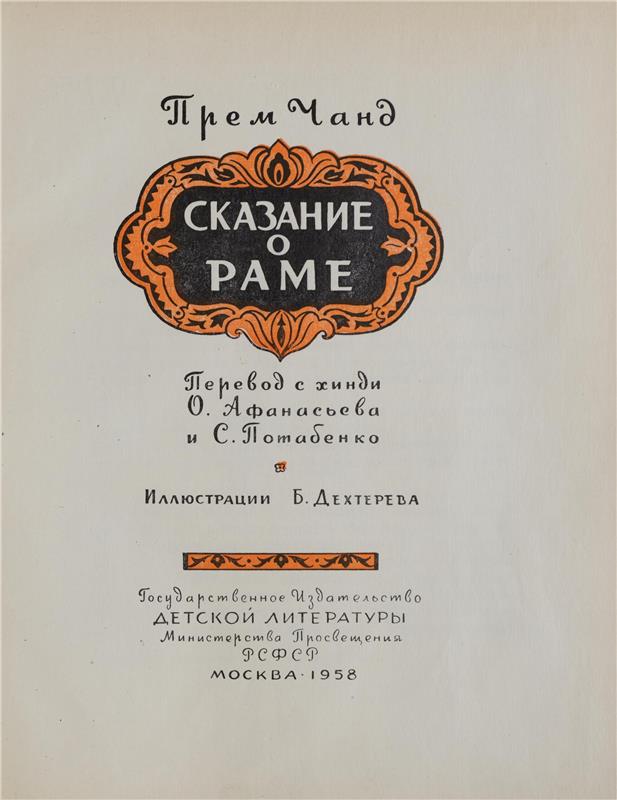 Прем Чанд
СКАЗАНИЕ
О
РАМЕ
Перевод с хинди
О. Афанасьева
и С. Потабенко
Иллюстрации Б. Дехтерева
Государственное Издательство
ДЕТСКОЙ ЛИТЕРАТУРЫ
Министерства Просвещения
РСФСР
МОСКВА · 1958